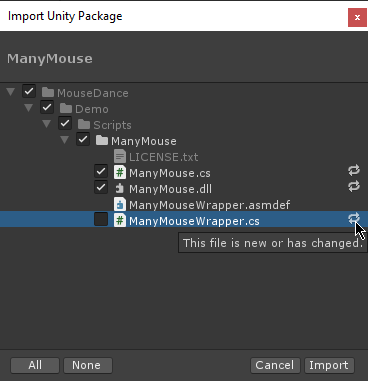 Import Unity Package
x
ManyMouse
MouseDance
Demo
Scripts
ManyMouse
LICENSE.txt
ManyMouse.cs
ManyMouse.dll
ManyMouseWrapper.asmdef
ManyMouseWrapper.cs
This file is new or has changed.
All None Cancel Import